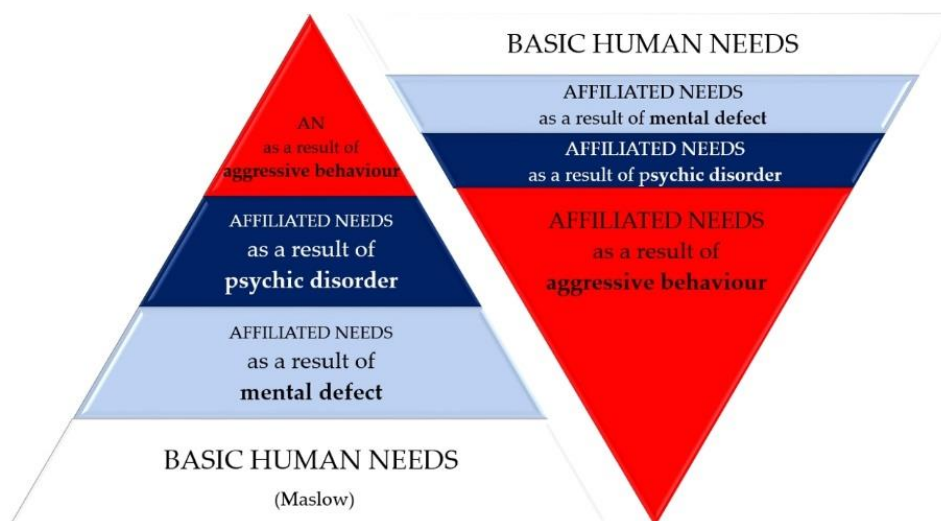 AN
as a result of
aggressive behaviour
AFFILIATED NEEDS
as a result of
psychic disorder
AFFILIATED NEEDS
as a result of
mental defect
BASIC HUMAN NEEDS
(Maslow)
BASIC HUMAN NEEDS
AFFILIATED NEEDS
as a result of mental defect
AFFILIATED NEEDS
as a result of psychic disorder
AFFILIATED NEEDS
as a result of
aggressive behaviour